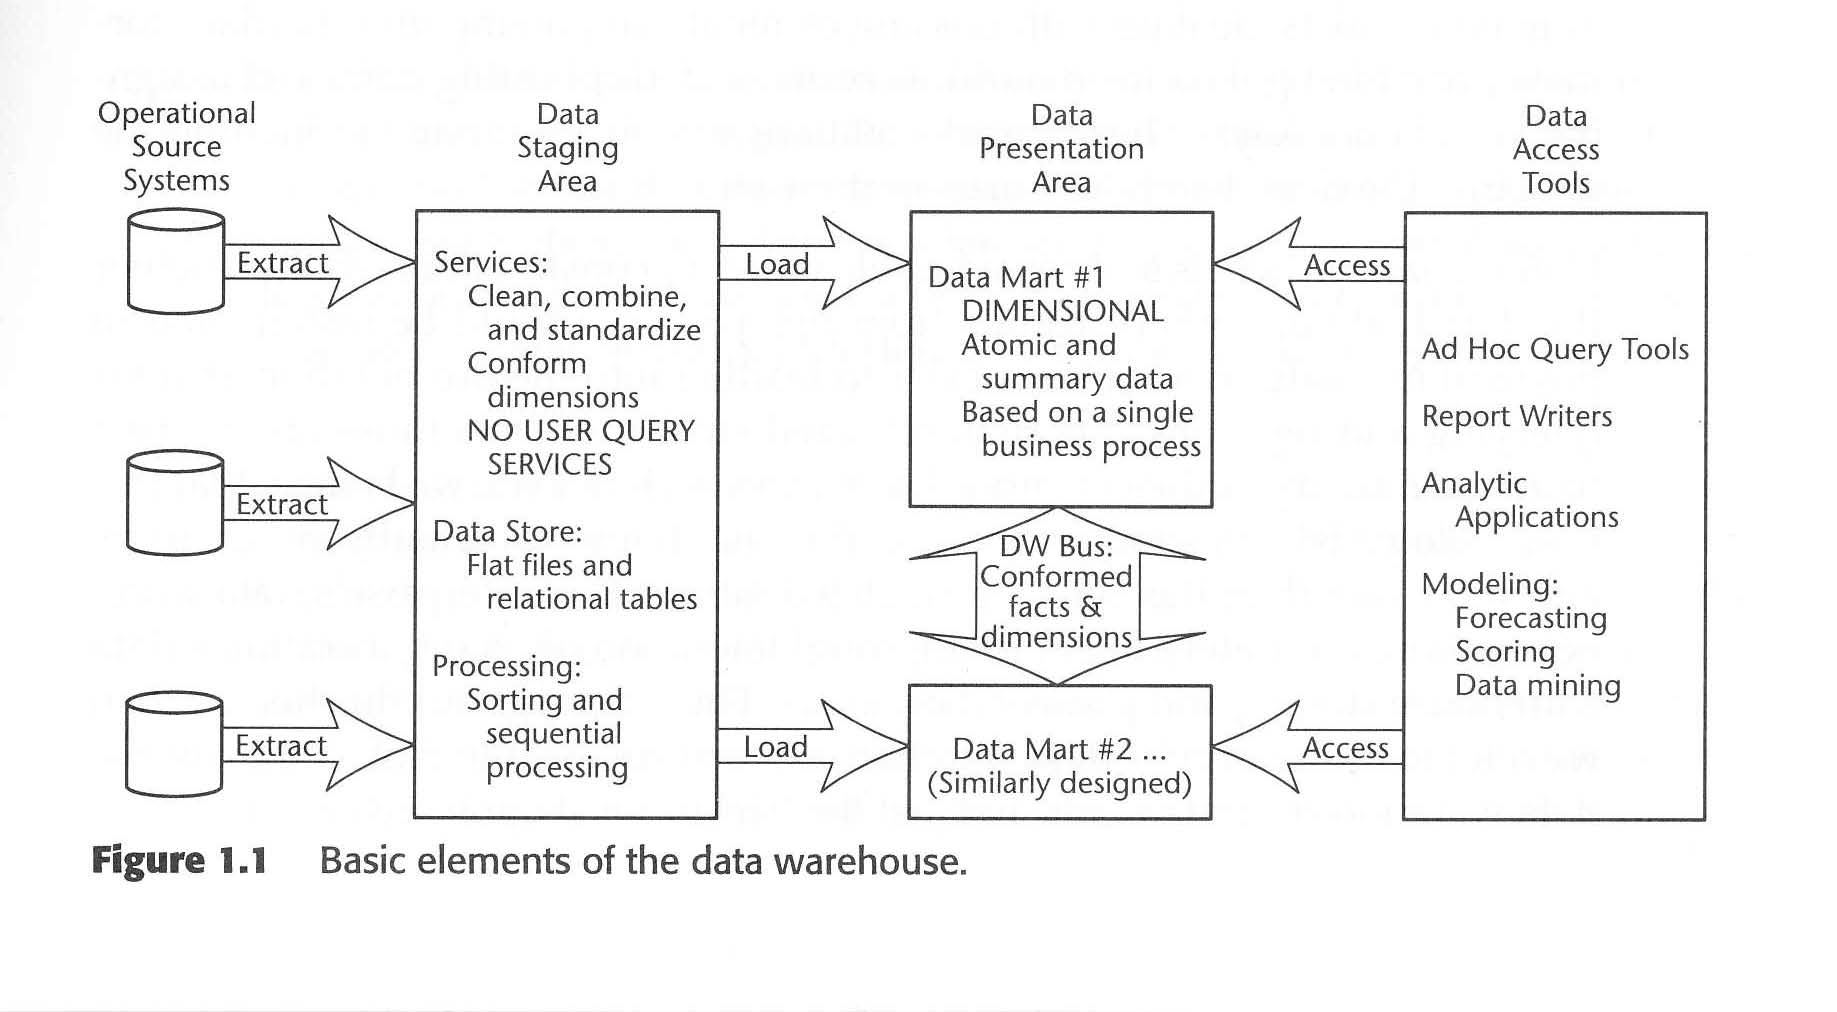 Operational
Source
Systems
Data
Staging
Area
Data
Presentation
Area
Data
Access
Tools
Extract
Extract
Extract
Services:
Clean, combine,
and standardize
Conform
dimensions
NO USER QUERY
SERVICES
Data Store:
Flat files and
relational tables
Processing:
Sorting and
sequential
processing
Load
Load
Data Mart #1
DIMENSIONAL
Atomic and
summary data
Based on a single
business process
DW Bus:
Conformed
facts &
dimensions
Data Mart #2 ...
(Similarly designed)
Access
Access
Ad Hoc Query Tools
Report Writers
Analytic
Applications
Modeling:
Forecasting
Scoring
Data mining
Figure 1.1 Basic elements of the data warehouse.